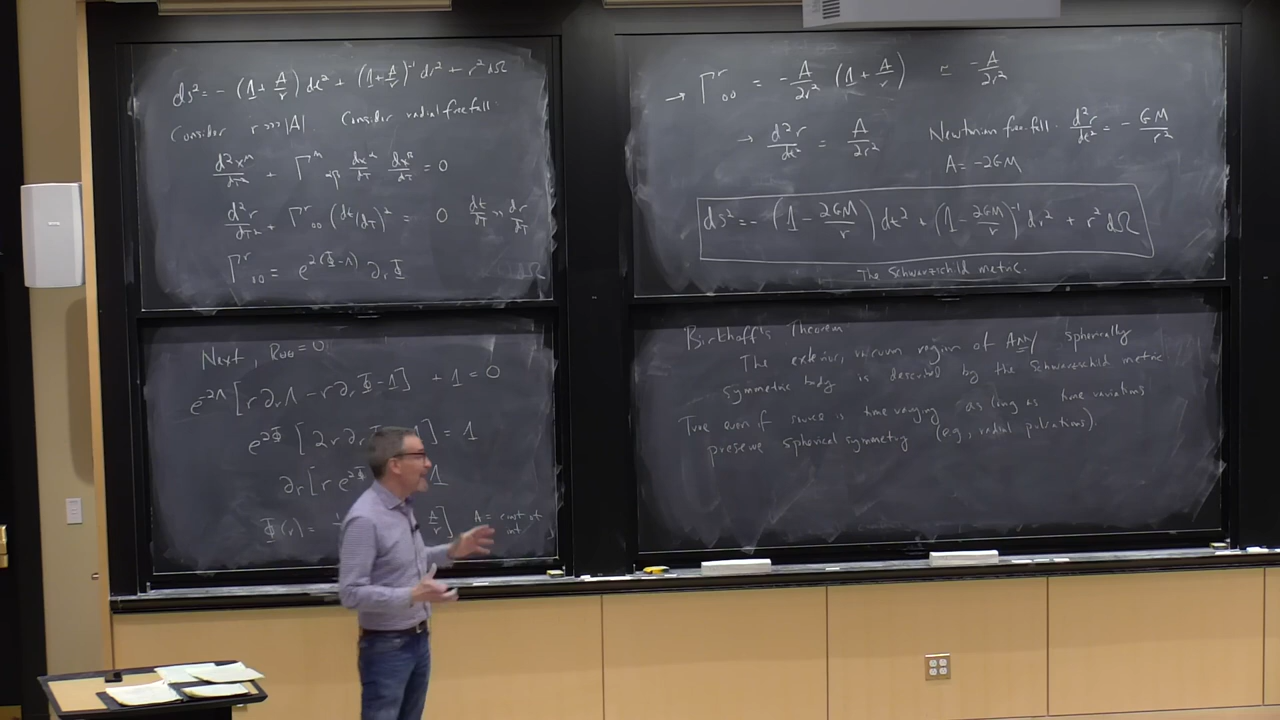 ds² = - (1 + A/r) dt² + (1 + A/r)⁻¹ dr² + r² dΩ
Consider r >>> |A|. Consider radial free fall.
d²x^μ/dτ² + Γ^μ_αβ dx^α/dτ dx^β/dτ = 0
d²r/dτ² + Γ^r_00 (dt/dτ)² = 0 dt/dτ >> dr/dτ
Γ^r_00 = e^2(Φ-Λ) ∂_r Φ
Next, R_θθ = 0
e^-2Λ [r ∂_r Λ - r ∂_r Φ - 1] + 1 = 0
e^2Φ [2r ∂_r 1] = 1
∂_r [r e^2Φ 1
Φ(r) = A/r] A = const of
→ Γ^r_00 = -A/2r² (1 + A/r) ≃ -A/2r²
→ d²r/dt² = A/2r² Newtonian free fall. d²r/dt² = - GM/r²
A = -2GM
ds² = - (1 - 2GM/r) dt² + (1 - 2GM/r)⁻¹ dr² + r² dΩ
The Schwarzschild metric.
Birkhoff's Theorem
The exterior, vacuum region of Any spherically
symmetric body is described by the Schwarzschild metric
True even if source is time varying as long as time variations
preserve spherical symmetry (e.g., radial pulsations).